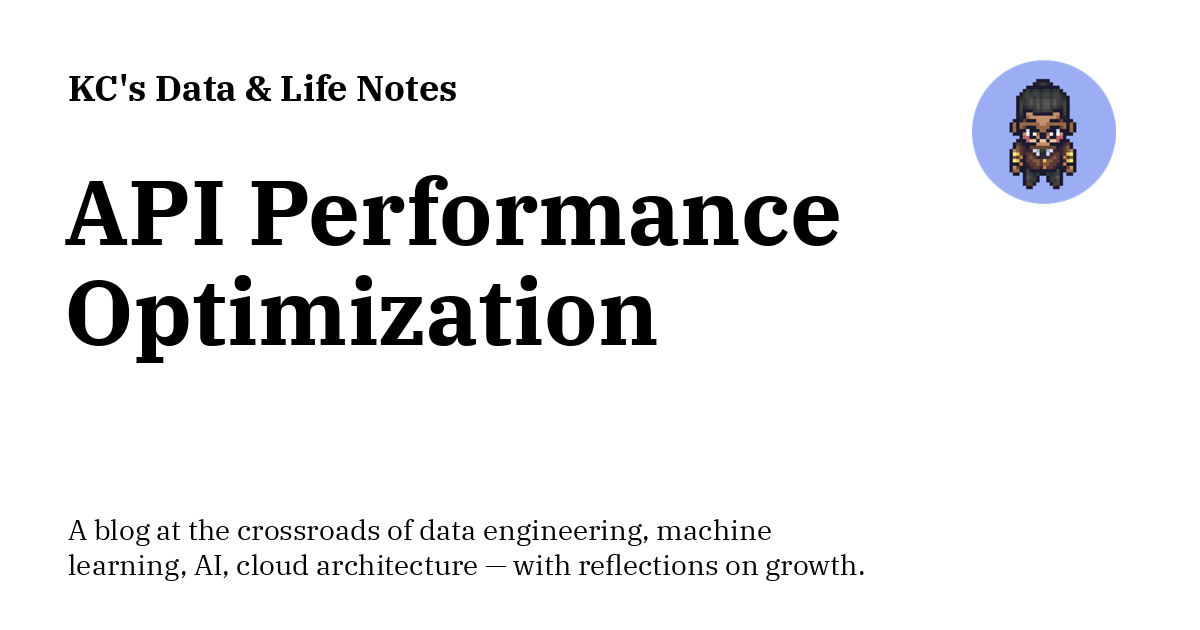 KC's Data & Life Notes
API Performance
Optimization
A blog at the crossroads of data engineering, machine
learning, AI, cloud architecture — with reflections on growth.